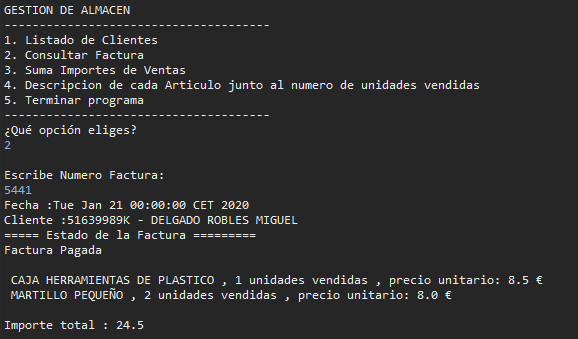 GESTION DE ALMACEN
--------------------------------------
1. Listado de Clientes
2. Consultar Factura
3. Suma Importes de Ventas
4. Descripcion de cada Articulo junto al numero de unidades vendidas
5. Terminar programa
--------------------------------------
¿Qué opción eliges?
2
Escribe Numero Factura:
5441
Fecha :Tue Jan 21 00:00:00 CET 2020
Cliente :51639989K - DELGADO ROBLES MIGUEL
===== Estado de la Factura =========
Factura Pagada
CAJA HERRAMIENTAS DE PLASTICO , 1 unidades vendidas , precio unitario: 8.5 €
MARTILLO PEQUEÑO , 2 unidades vendidas , precio unitario: 8.0 €
Importe total : 24.5